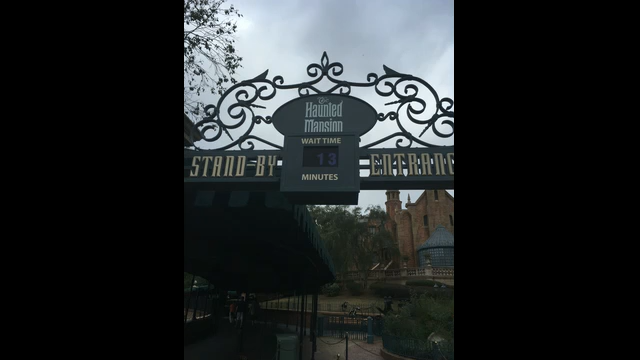 The
Haunted
Mansion
WAIT TIME
STAND BY 13 ENTRANC
MINUTES